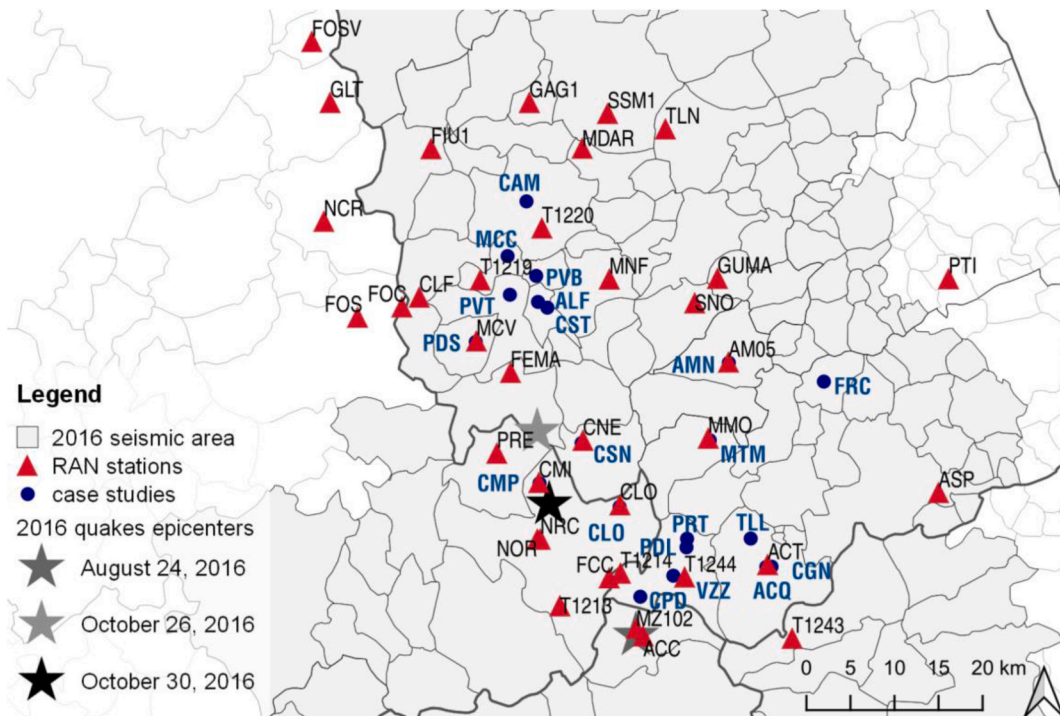 FOSV
GLT
GAG1
SSM1
TLN
FIU1
MDAR
CAM
NCR
T1220
MCC
T1219
PVB
MNF
GUMA
PTI
CLF
FOC
PVT
ALF
SNO
FOS
CST
MCV
PDS
FEMA
AM05
AMN
FRC
Legend
2016 seismic area
RAN stations
case studies
2016 quakes epicenters
August 24, 2016
October 26, 2016
October 30, 2016
PRE
CNE
CSN
MMO
MTM
CMI
CMP
CLO
ASP
NRC
CLO
PRT
TLL
NOR
PDL
ACT
FCC
T1214
T1244
CGN
VZZ
ACQ
T1213
CPD
MZ102
ACC
T1243
0 5 10 15 20 km